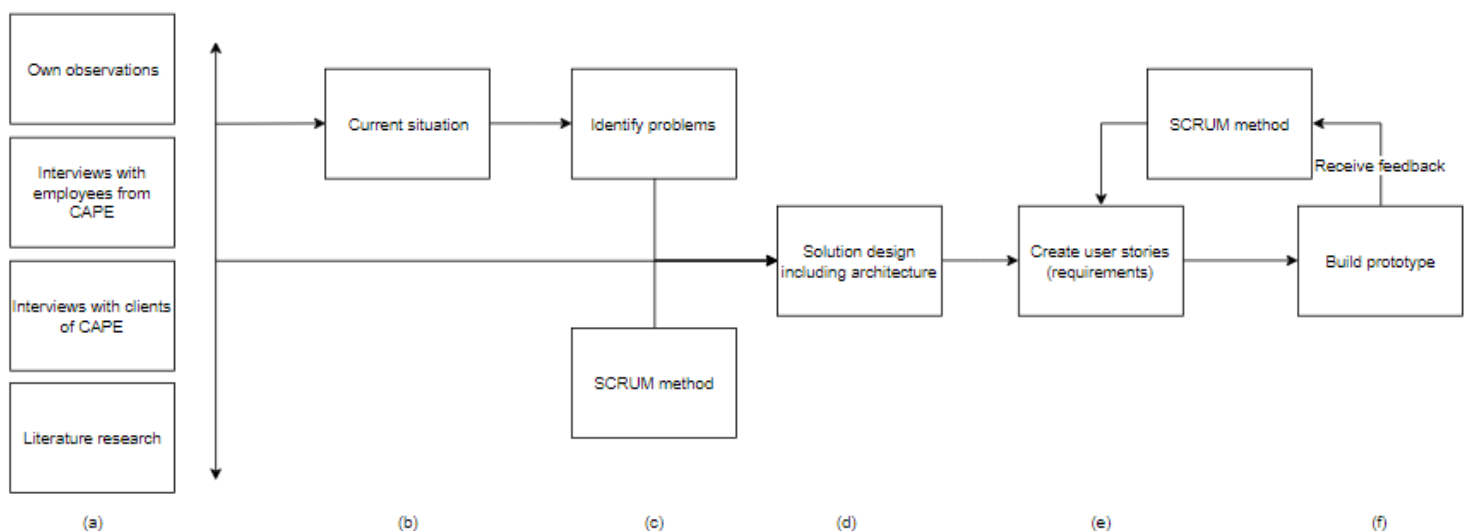 Own observations
Interviews with
employees from
CAPE
Interviews with clients
of CAPE
Literature research
Current situation
Identify problems
SCRUM method
Solution design
including architecture
Create user stories
(requirements)
SCRUM method
Receive feedback
Build prototype
(a)
(b)
(c)
(d)
(e)
(f)